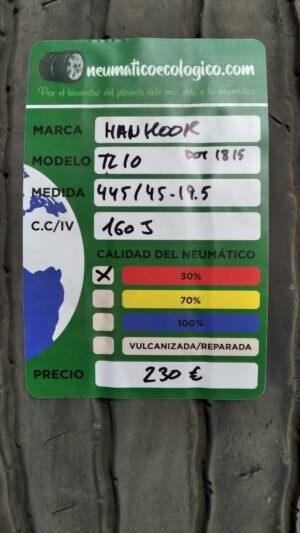 neumaticoecologico.com
Por el bienestar del planeta dale otra vida a tu neumático
MARCA HANKOOK
MODELO TL10 DOT 1815
MEDIDA 445/45-19.5
C.C/IV 160 J
CALIDAD DEL NEUMÁTICO
X 30%
70%
100%
VULCANIZADA/REPARADA
PRECIO 230 €